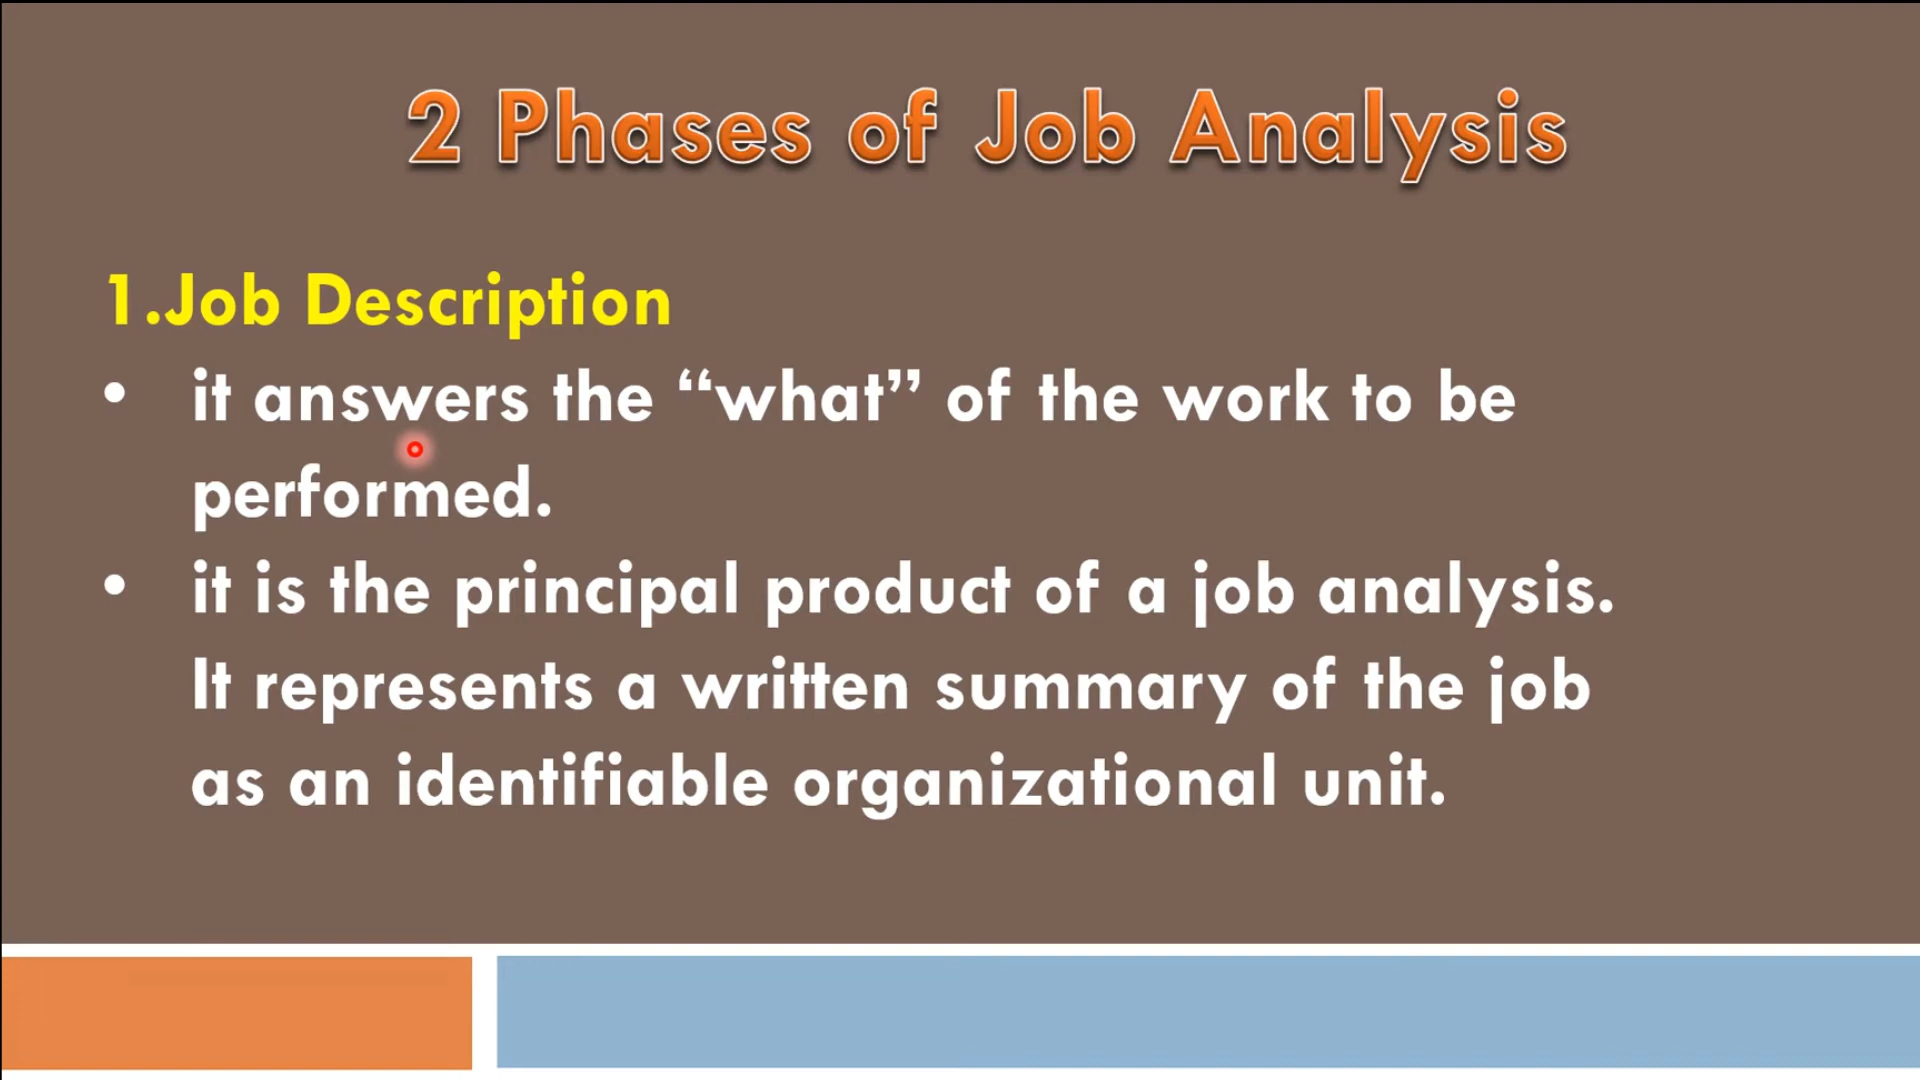 2 Phases of Job Analysis
1.Job Description
• it answers the “what” of the work to be
performed.
• it is the principal product of a job analysis.
It represents a written summary of the job
as an identifiable organizational unit.